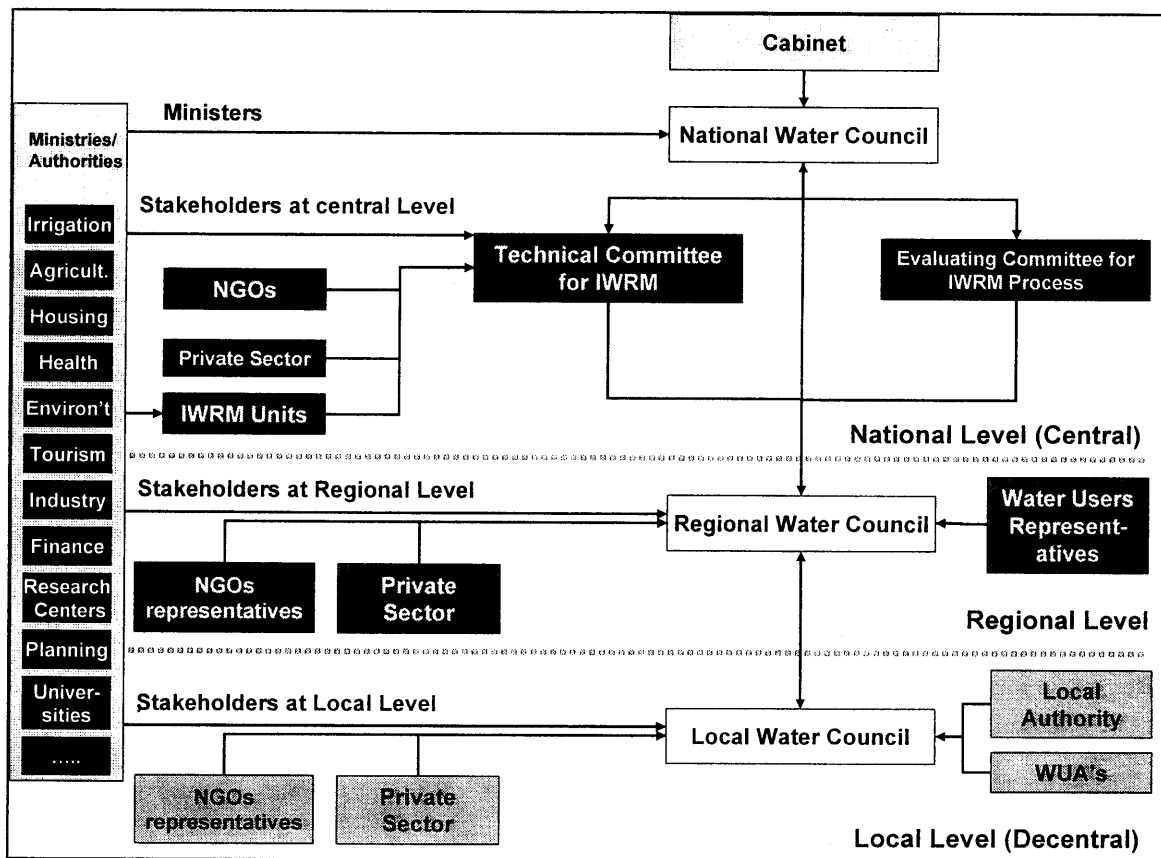 Cabinet
Ministers
National Water Council
Ministries/
Authorities
Stakeholders at central Level
Irrigation
Agricult.
Housing
Health
Environ't
Tourism
Industry
Finance
Research
Centers
Planning
Univer-
sities
.....
Technical Committee
for IWRM
Evaluating Committee for
IWRM Process
NGOs
Private Sector
IWRM Units
National Level (Central)
Stakeholders at Regional Level
Regional Water Council
Water Users
Represent-
atives
NGOs
representatives
Private
Sector
Regional Level
Stakeholders at Local Level
Local Water Council
Local
Authority
WUA's
NGOs
representatives
Private
Sector
Local Level (Decentral)